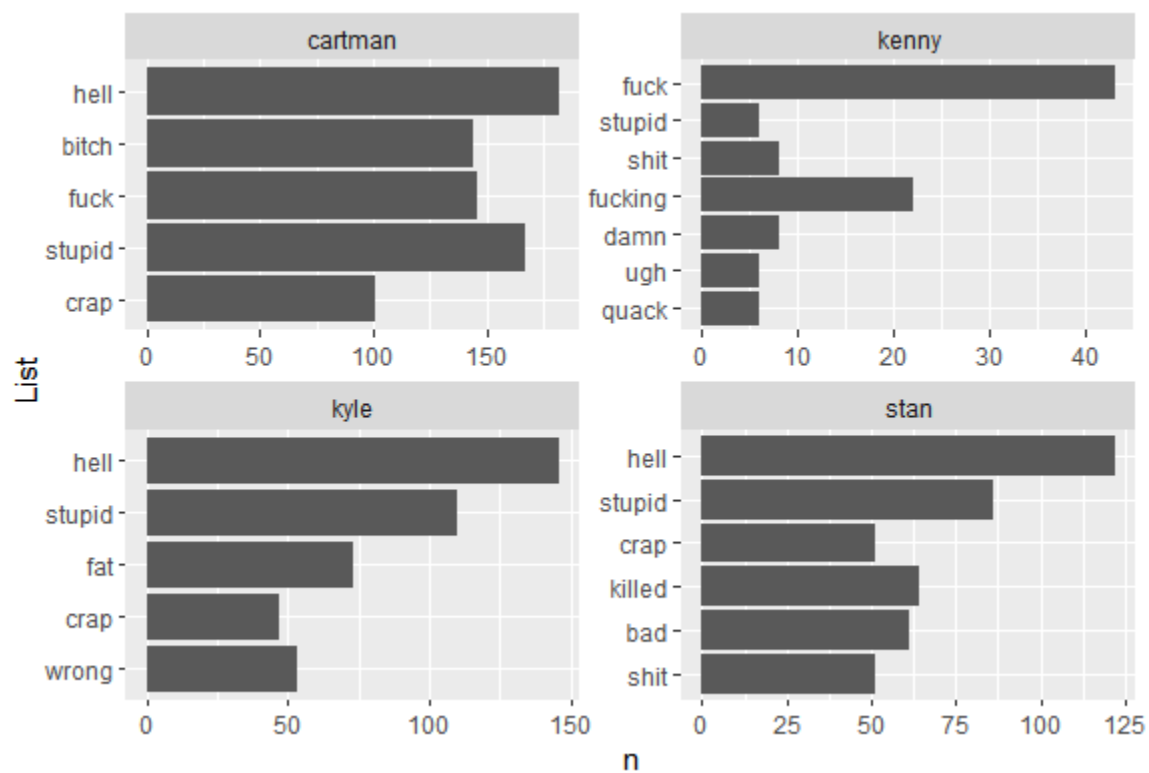 cartman
hell
bitch
fuck
stupid
crap
0 50 100 150
kenny
fuck
stupid
shit
fucking
damn
ugh
quack
0 10 20 30 40
List
kyle
hell
stupid
fat
crap
wrong
0 50 100 150
stan
hell
stupid
crap
killed
bad
shit
0 25 50 75 100 125
n